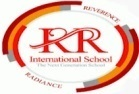 REVERENCE
RR
International School
The Next Generation School
RADIANCE